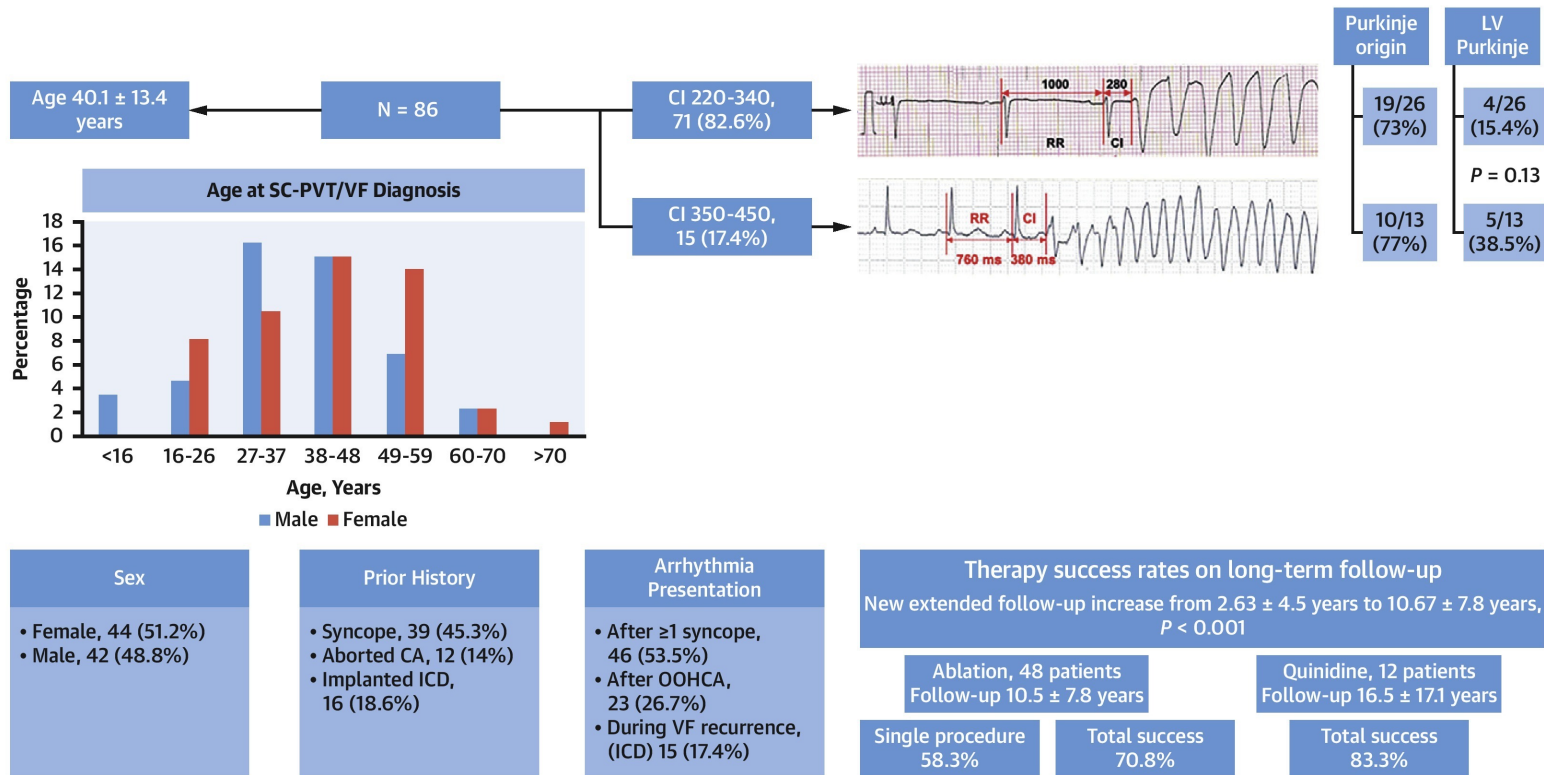 Age 40.1 ± 13.4
years
N = 86
CI 220-340,
71 (82.6%)
CI 350-450,
15 (17.4%)
1000
280
RR
CI
RR
CI
760 ms
380 ms
Purkinje
origin
LV
Purkinje
19/26
(73%)
4/26
(15.4%)
P = 0.13
10/13
(77%)
5/13
(38.5%)
Age at SC-PVT/VF Diagnosis
Percentage
18
16
14
12
10
8
6
4
2
0
<16
16-26
27-37
38-48
49-59
60-70
>70
Age, Years
Male
Female
Sex
• Female, 44 (51.2%)
• Male, 42 (48.8%)
Prior History
• Syncope, 39 (45.3%)
• Aborted CA, 12 (14%)
• Implanted ICD,
16 (18.6%)
Arrhythmia
Presentation
• After ≥1 syncope,
46 (53.5%)
• After OOHCA,
23 (26.7%)
• During VF recurrence,
(ICD) 15 (17.4%)
Therapy success rates on long-term follow-up
New extended follow-up increase from 2.63 ± 4.5 years to 10.67 ± 7.8 years,
P < 0.001
Ablation, 48 patients
Follow-up 10.5 ± 7.8 years
Quinidine, 12 patients
Follow-up 16.5 ± 17.1 years
Single procedure
58.3%
Total success
70.8%
Total success
83.3%